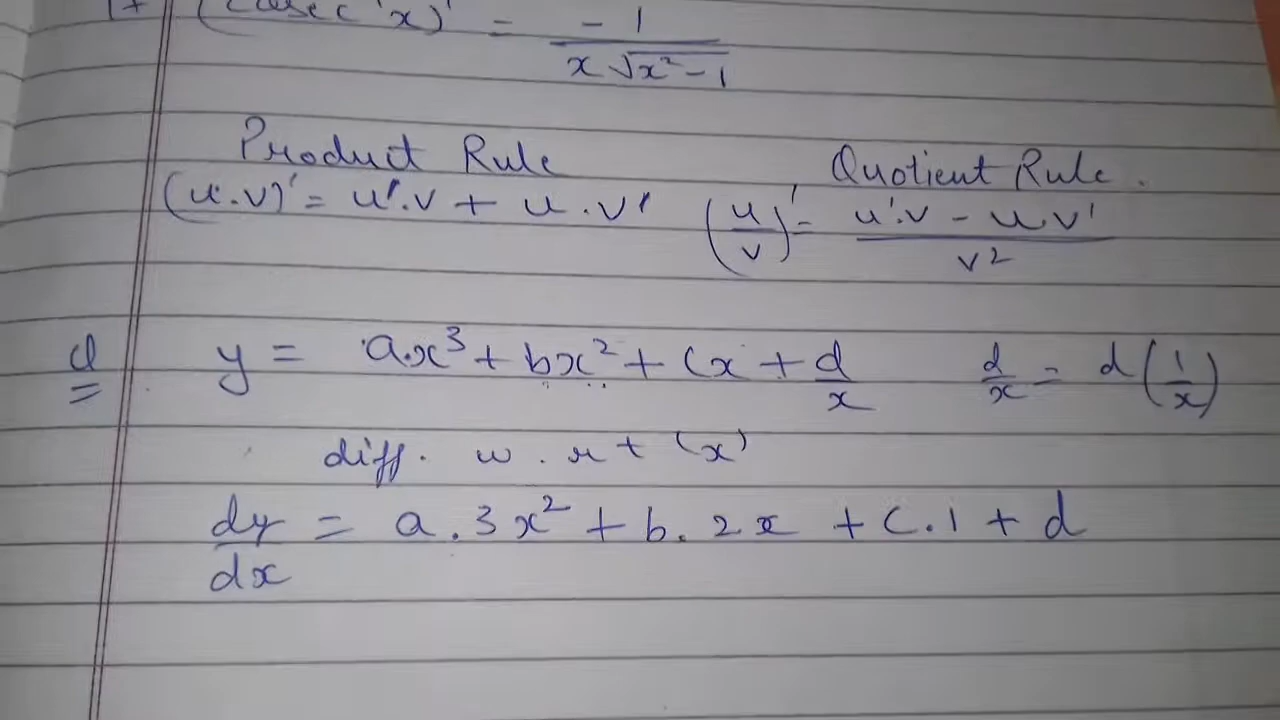 (cosec⁻¹x)' = -1 / x√x²-1
Product Rule
(u.v)' = u'.v + u.v'
Quotient Rule.
(u/v)' = u'.v - u.v' / v²
Q y = ax³ + bx² + cx + d/x d/x = d(1/x)
diff. w.r.t (x)
dy/dx = a.3x² + b.2x + c.1 + d